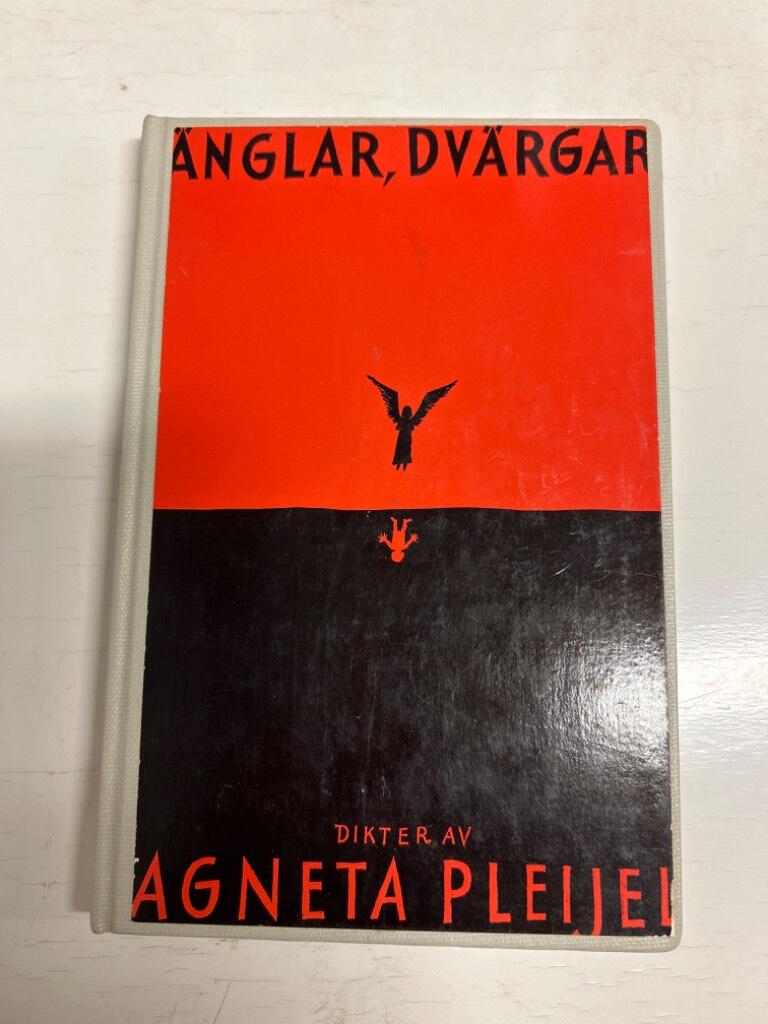 ÄNGLAR, DVÄRGAR
DIKTER AV
AGNETA PLEIJEL